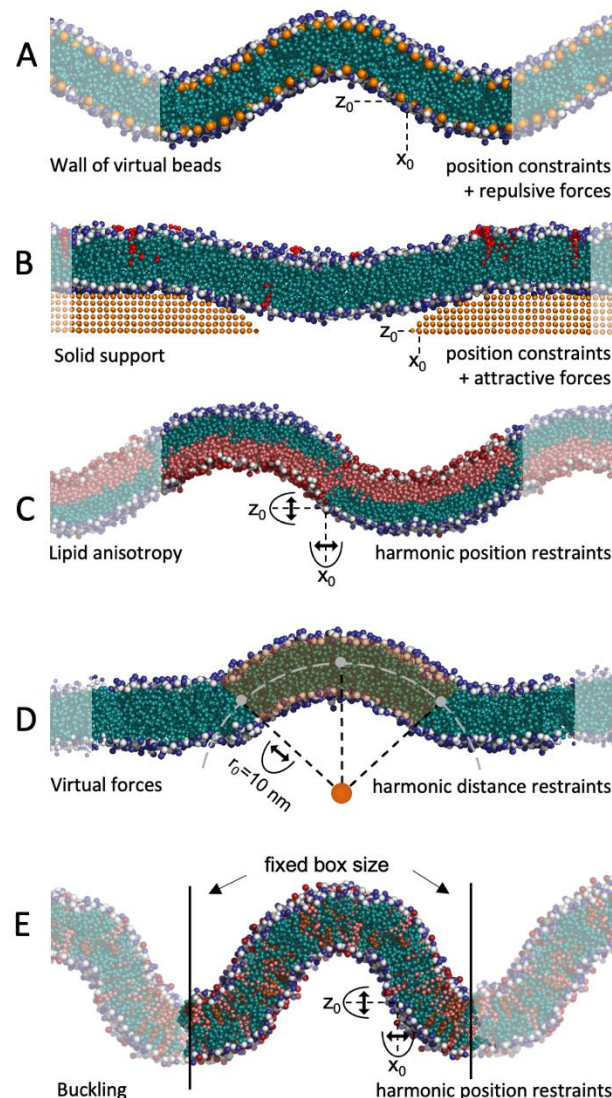 A
z₀
x₀
Wall of virtual beads
position constraints
+ repulsive forces
B
z₀
x₀
Solid support
position constraints
+ attractive forces
C
z₀
x₀
Lipid anisotropy
harmonic position restraints
D
r₀=10 nm
Virtual forces
harmonic distance restraints
fixed box size
E
z₀
x₀
Buckling
harmonic position restraints